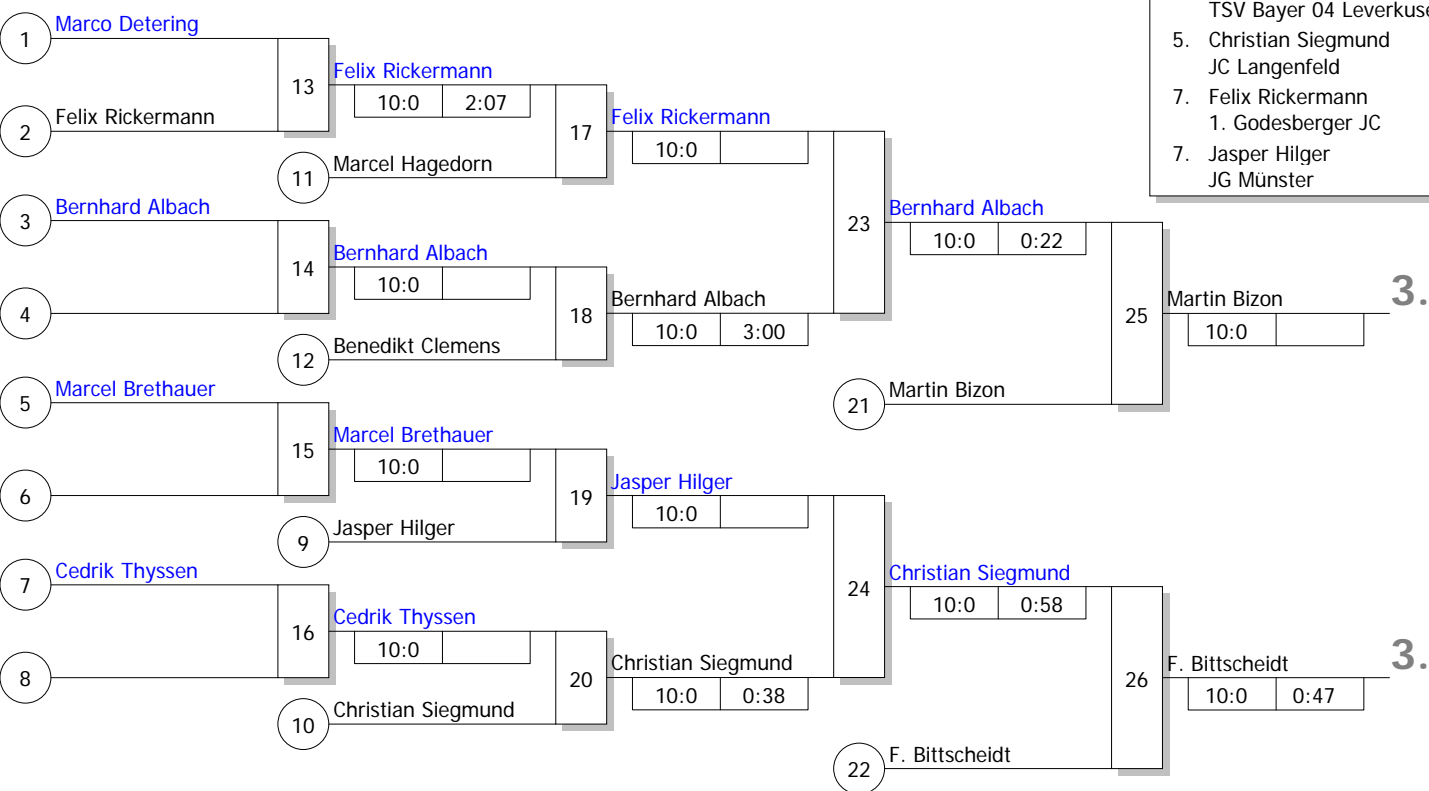 TSV Bayer 04 Leverkuse
5. Christian Siegmund
JC Langenfeld
7. Felix Rickermann
1. Godesberger JC
7. Jasper Hilger
JG Münster
1 Marco Detering
13
Felix Rickermann
10:0 2:07
2 Felix Rickermann
17
Felix Rickermann
10:0
11 Marcel Hagedorn
3 Bernhard Albach
23
Bernhard Albach
10:0 0:22
14
Bernhard Albach
10:0
4
18
Bernhard Albach
10:0 3:00
12 Benedikt Clemens
25
Martin Bizon
10:0
3.
21 Martin Bizon
5 Marcel Brethauer
15
Marcel Brethauer
10:0
6
19
Jasper Hilger
10:0
9 Jasper Hilger
7 Cedrik Thyssen
24
Christian Siegmund
10:0 0:58
16
Cedrik Thyssen
10:0
8
20
Christian Siegmund
10:0 0:38
10 Christian Siegmund
26
F. Bittscheidt
10:0 0:47
3.
22 F. Bittscheidt